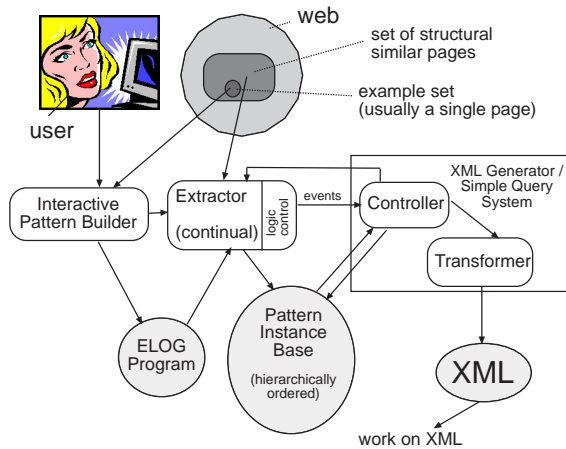 web
set of structural
similar pages
example set
(usually a single page)
user
Interactive
Pattern Builder
Extractor
(continual)
logic
control
events
Controller
XML Generator /
Simple Query
System
Transformer
ELOG
Program
Pattern
Instance
Base
(hierarchically
ordered)
XML
work on XML